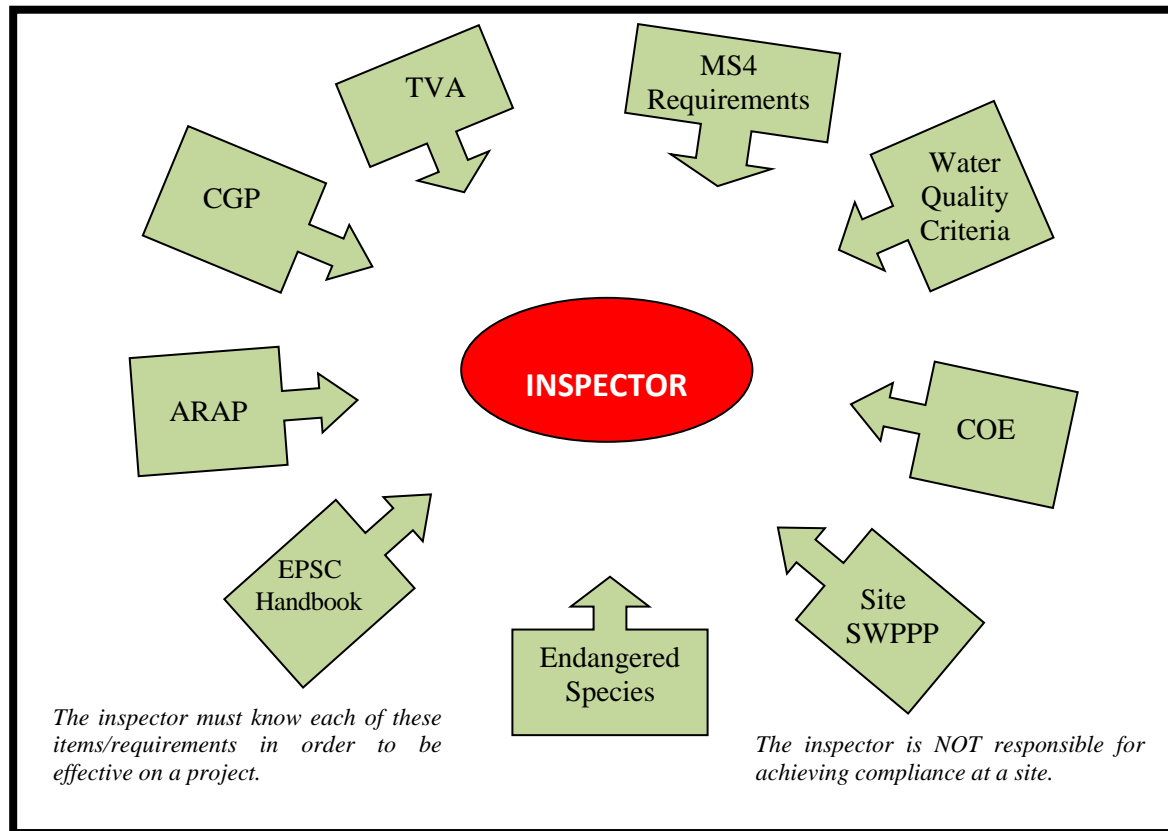 TVA
MS4
Requirements
CGP
Water
Quality
Criteria
INSPECTOR
ARAP
COE
EPSC
Handbook
Site
SWPPP
Endangered
Species
The inspector must know each of these
items/requirements in order to be
effective on a project.
The inspector is NOT responsible for
achieving compliance at a site.